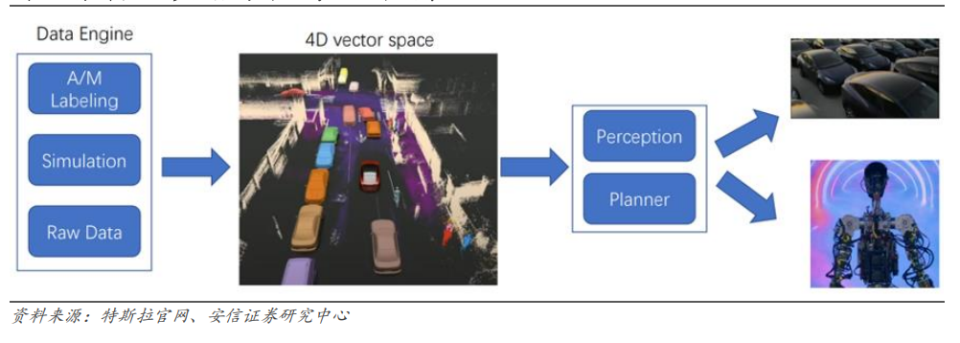 Data Engine
4D vector space
A/M
Labeling
Simulation
Raw Data
Perception
Planner
资料来源：特斯拉官网、安信证券研究中心